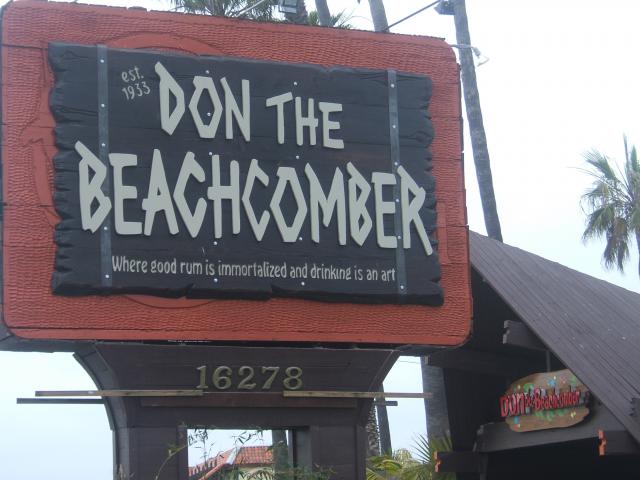 est.
1933
DON THE
BEACHCOMBER
Where good rum is immortalized and drinking is an art
16278
DON THE Beachcomber